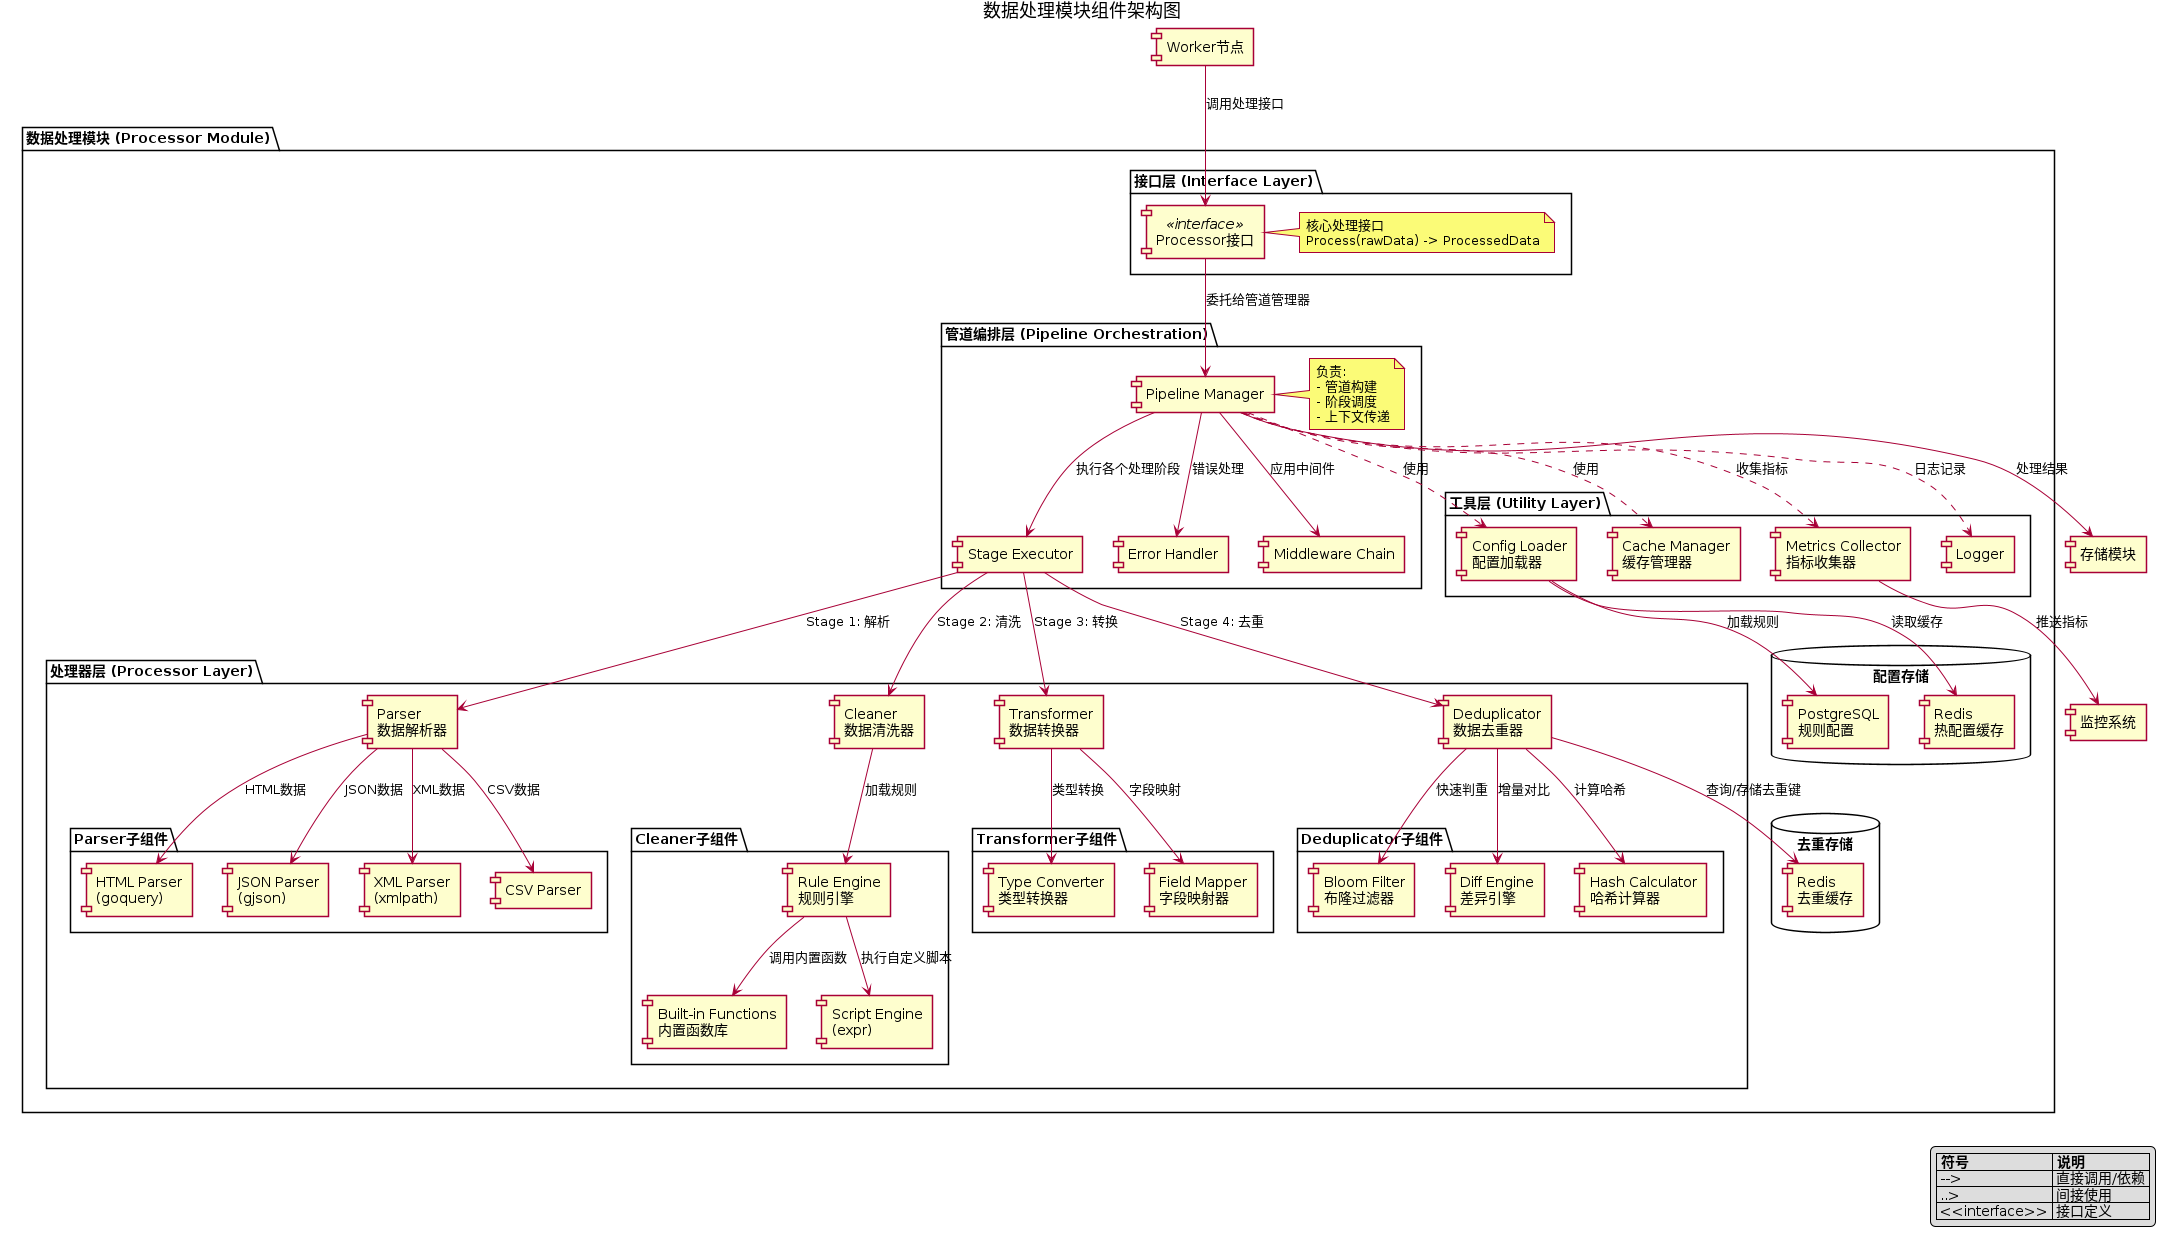 数据处理模块组件架构图
Worker节点
调用处理接口
数据处理模块 (Processor Module)
接口层 (Interface Layer)
«interface»
Processor接口
核心处理接口
Process(rawData) -> ProcessedData
委托给管道管理器
管道编排层 (Pipeline Orchestration)
Pipeline Manager
负责:
- 管道构建
- 阶段调度
- 上下文传递
执行各个处理阶段
错误处理
应用中间件
使用
使用
收集指标
日志记录
处理结果
工具层 (Utility Layer)
Stage Executor
Error Handler
Middleware Chain
Config Loader
配置加载器
Cache Manager
缓存管理器
Metrics Collector
指标收集器
Logger
存储模块
Stage 1: 解析
Stage 2: 清洗
Stage 3: 转换
Stage 4: 去重
加载规则
读取缓存
推送指标
处理器层 (Processor Layer)
配置存储
Parser
数据解析器
Cleaner
数据清洗器
Transformer
数据转换器
Deduplicator
数据去重器
PostgreSQL
规则配置
Redis
热配置缓存
监控系统
HTML数据
JSON数据
XML数据
CSV数据
加载规则
类型转换
字段映射
快速判重
增量对比
计算哈希
查询/存储去重键
Parser子组件
Cleaner子组件
Transformer子组件
Deduplicator子组件
去重存储
HTML Parser
(goquery)
JSON Parser
(gjson)
XML Parser
(xmlpath)
CSV Parser
Rule Engine
规则引擎
Type Converter
类型转换器
Field Mapper
字段映射器
Bloom Filter
布隆过滤器
Diff Engine
差异引擎
Hash Calculator
哈希计算器
Redis
去重缓存
调用内置函数
执行自定义脚本
Built-in Functions
内置函数库
Script Engine
(expr)
符号 说明
--> 直接调用/依赖
..> 间接使用
<<interface>> 接口定义